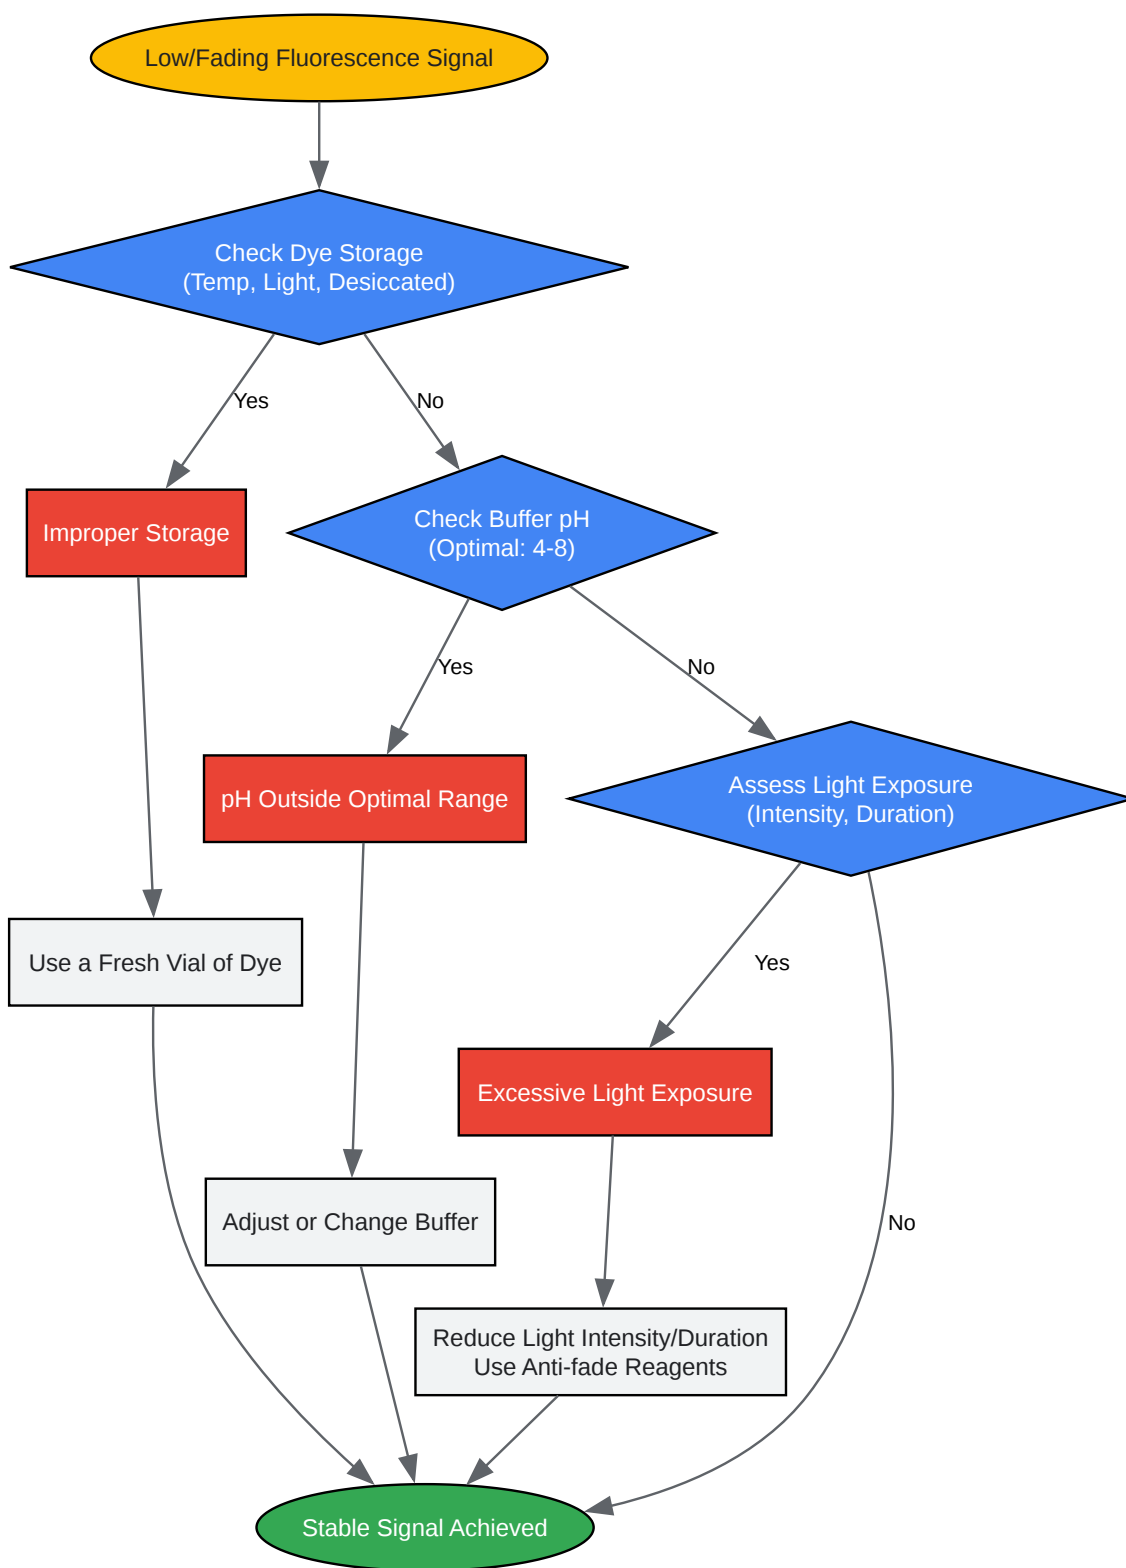 Low/Fading Fluorescence Signal
Check Dye Storage
(Temp, Light, Desiccated)
Yes
No
Improper Storage
Check Buffer pH
(Optimal: 4-8)
Yes
No
pH Outside Optimal Range
Assess Light Exposure
(Intensity, Duration)
Use a Fresh Vial of Dye
Yes
Excessive Light Exposure
Adjust or Change Buffer
No
Reduce Light Intensity/Duration
Use Anti-fade Reagents
Stable Signal Achieved